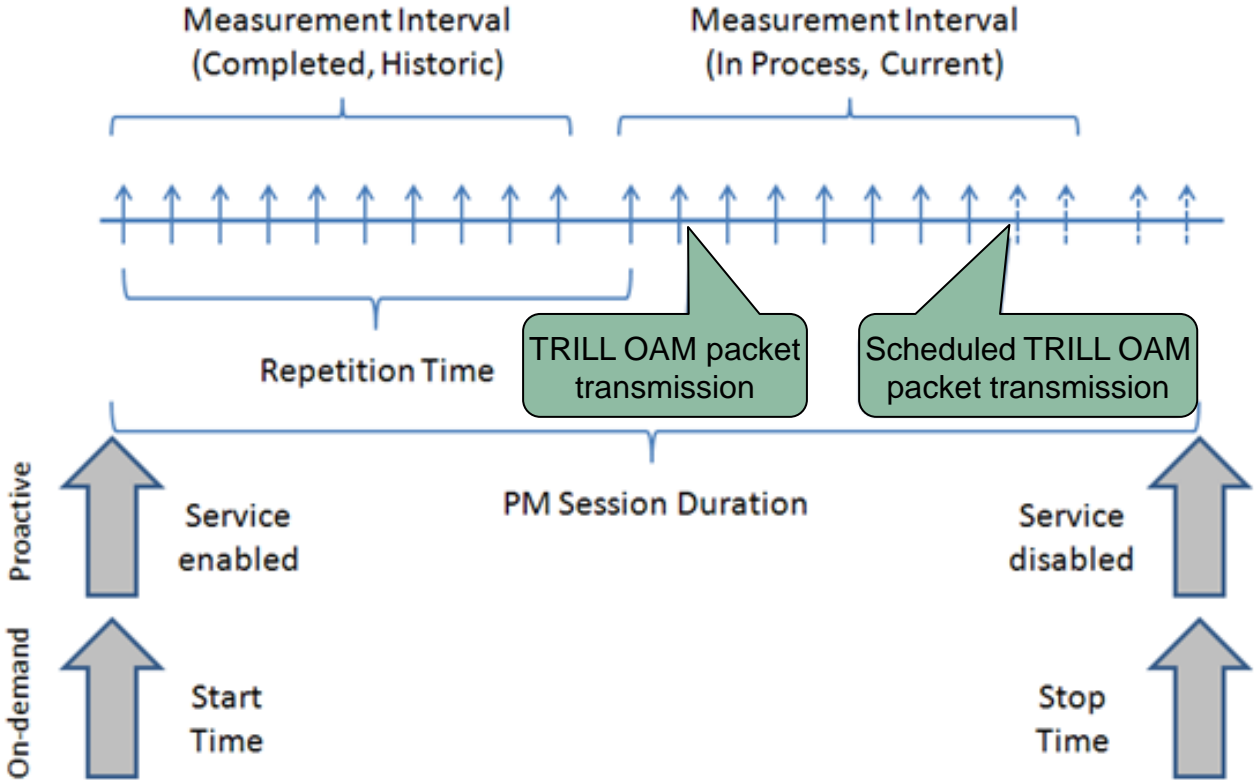 Measurement Interval
(Completed, Historic)
Measurement Interval
(In Process, Current)
TRILL OAM packet
transmission
Scheduled TRILL OAM
packet transmission
Repetition Time
PM Session Duration
Proactive
Service
enabled
Service
disabled
On-demand
Start
Time
Stop
Time